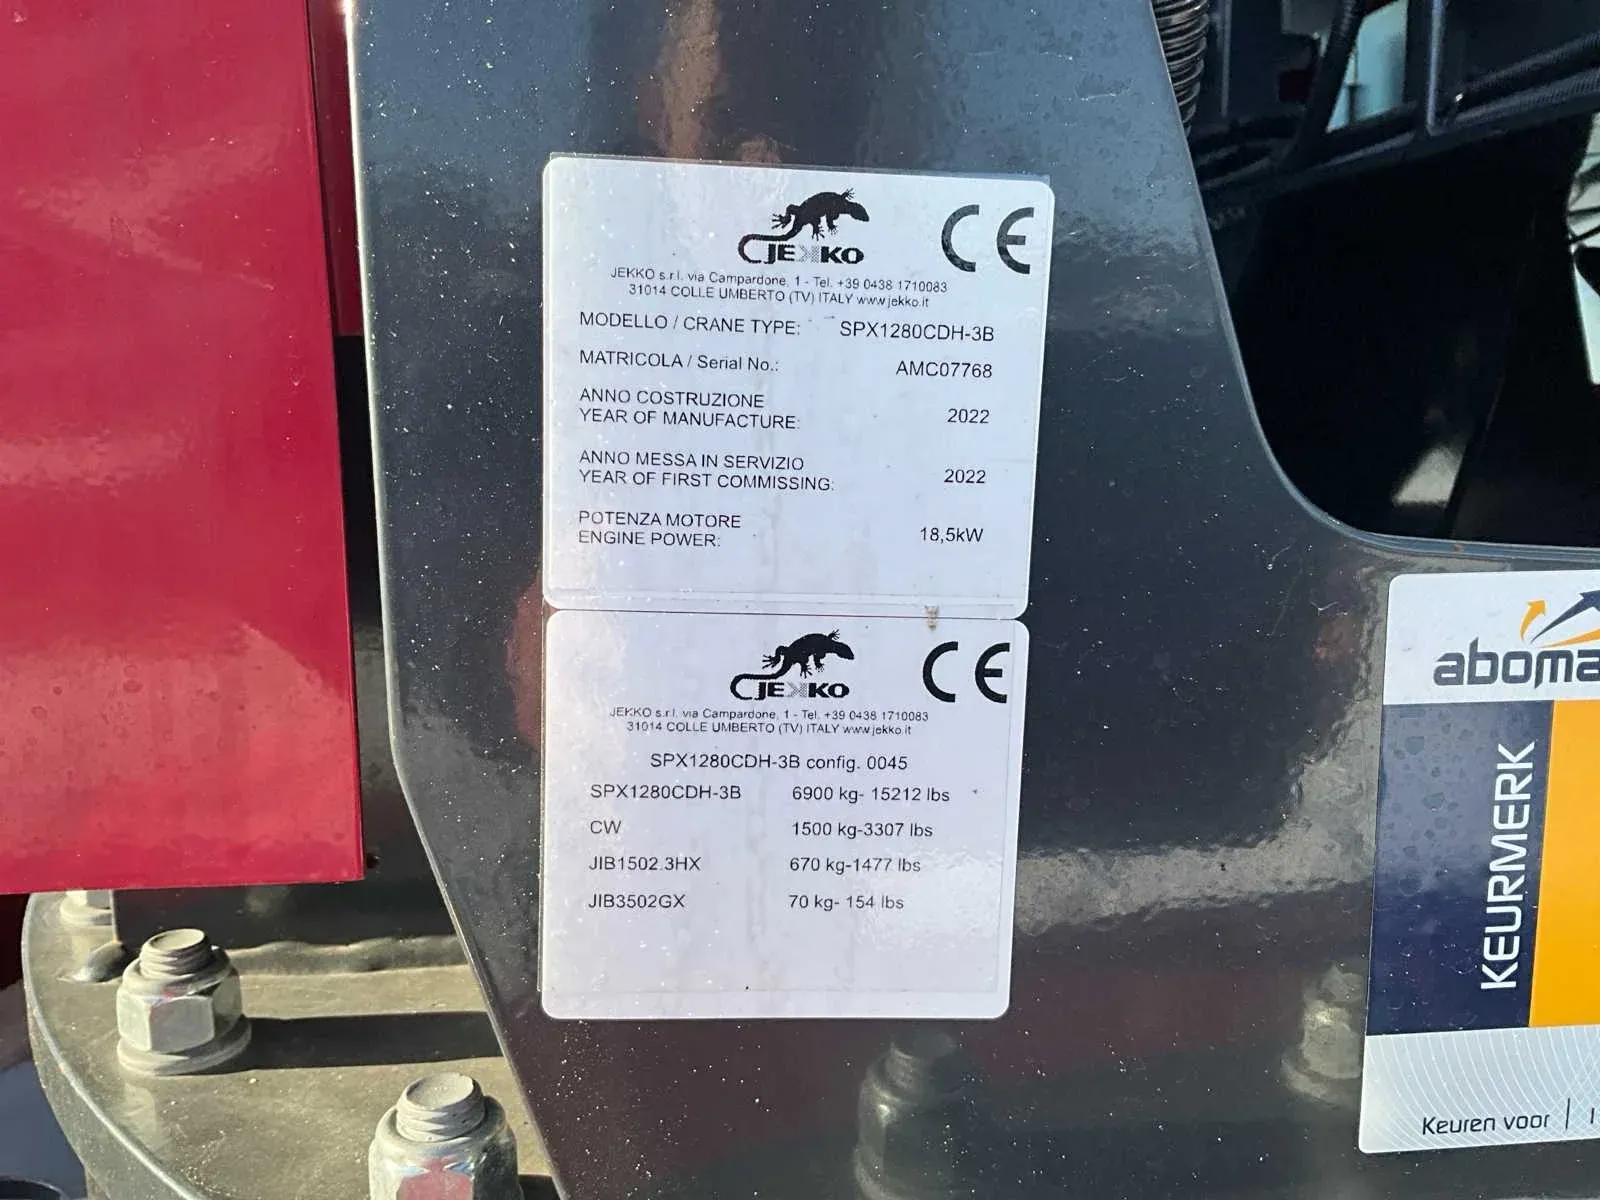 JEKKO
CE
JEKKO s.r.l. via Campardone, 1 - Tel. +39 0438 1710083
31014 COLLE UMBERTO (TV) ITALY www.jekko.it
MODELLO / CRANE TYPE: SPX1280CDH-3B
MATRICOLA / Serial No.: AMC07768
ANNO COSTRUZIONE
YEAR OF MANUFACTURE: 2022
ANNO MESSA IN SERVIZIO
YEAR OF FIRST COMMISSING: 2022
POTENZA MOTORE
ENGINE POWER: 18,5kW
JEKKO
CE
JEKKO s.r.l. via Campardone, 1 - Tel. +39 0438 1710083
31014 COLLE UMBERTO (TV) ITALY www.jekko.it
SPX1280CDH-3B config. 0045
SPX1280CDH-3B 6900 kg- 15212 lbs
CW 1500 kg-3307 lbs
JIB1502.3HX 670 kg-1477 lbs
JIB3502GX 70 kg- 154 lbs
aboma
KEURMERK
Keuren voor |